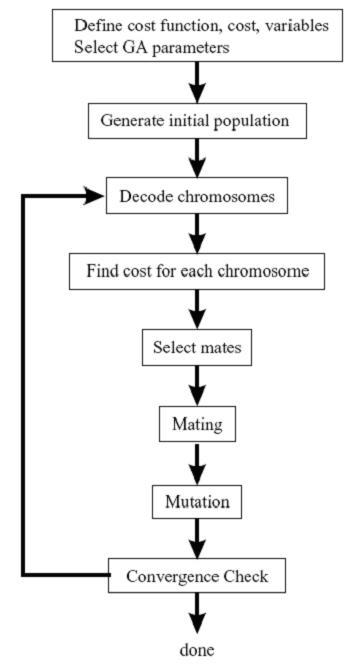 Define cost function, cost, variables
Select GA parameters
Generate initial population
Decode chromosomes
Find cost for each chromosome
Select mates
Mating
Mutation
Convergence Check
done